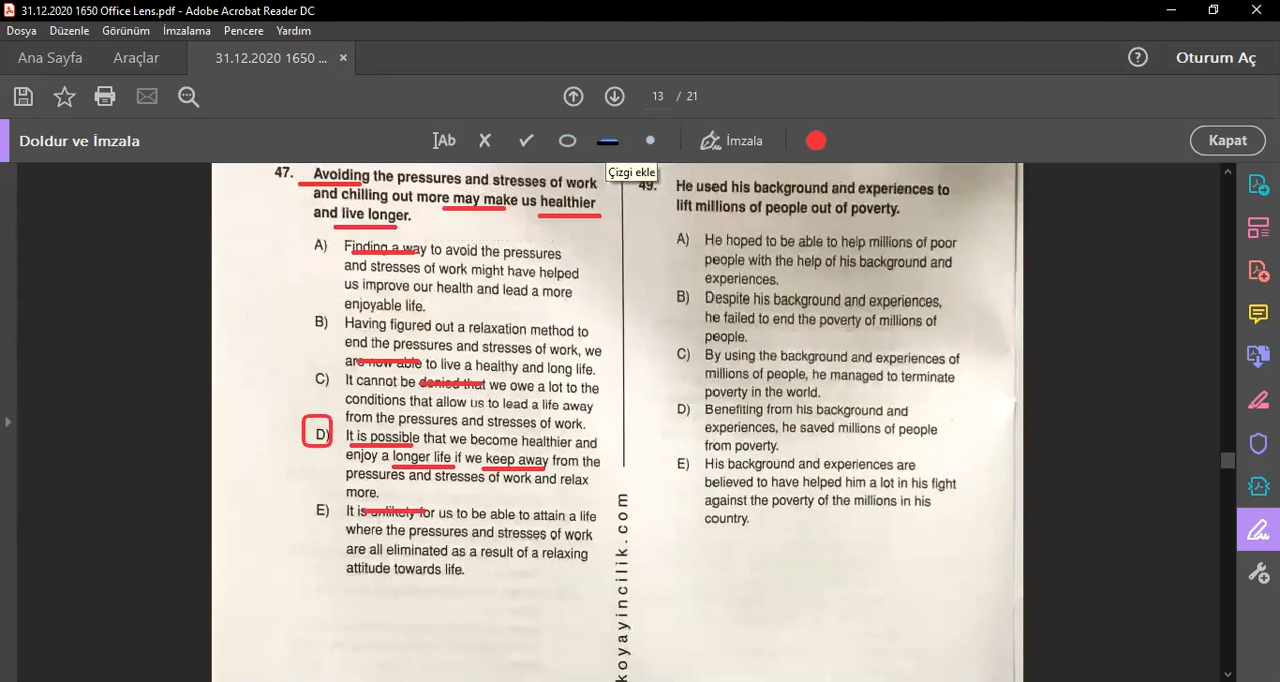 31.12.2020 1650 Office Lens.pdf - Adobe Acrobat Reader DC
Dosya Düzenle Görünüm İmzalama Pencere Yardım
Ana Sayfa Araçlar 31.12.2020 1650 ... × ? Oturum Aç
13 / 21
Doldur ve İmzala IAb İmzala Kapat
Çizgi ekle
47. Avoiding the pressures and stresses of work
and chilling out more may make us healthier
and live longer.
A) Finding a way to avoid the pressures
and stresses of work might have helped
us improve our health and lead a more
enjoyable life.
B) Having figured out a relaxation method to
end the pressures and stresses of work, we
are now able to live a healthy and long life.
C) It cannot be denied that we owe a lot to the
conditions that allow us to lead a life away
from the pressures and stresses of work.
D) It is possible that we become healthier and
enjoy a longer life if we keep away from the
pressures and stresses of work and relax
more.
E) It is unlikely for us to be able to attain a life
where the pressures and stresses of work
are all eliminated as a result of a relaxing
attitude towards life.
koyayincilik.com
49. He used his background and experiences to
lift millions of people out of poverty.
A) He hoped to be able to help millions of poor
people with the help of his background and
experiences.
B) Despite his background and experiences,
he failed to end the poverty of millions of
people.
C) By using the background and experiences of
millions of people, he managed to terminate
poverty in the world.
D) Benefiting from his background and
experiences, he saved millions of people
from poverty.
E) His background and experiences are
believed to have helped him a lot in his fight
against the poverty of the millions in his
country.